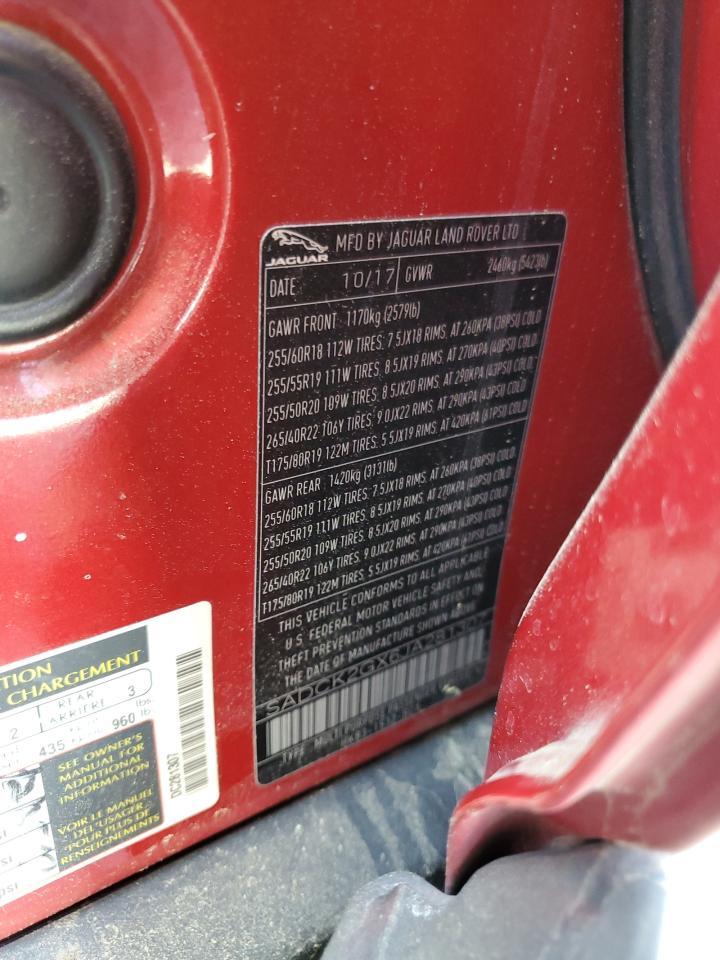 JAGUAR
MFD BY JAGUAR LAND ROVER LTD
DATE 10/17 GVWR 2460kg (5423lb)
GAWR FRONT 1170kg (2579lb)
255/60R18 112W TIRES, 7.5JX18 RIMS, AT 260KPA (38PSI) COLD
255/55R19 111W TIRES, 8.5JX19 RIMS, AT 270KPA (40PSI) COLD
255/50R20 109W TIRES, 8.5JX20 RIMS, AT 290KPA (43PSI) COLD
265/40R22 106Y TIRES, 9.0JX22 RIMS, AT 290KPA (43PSI) COLD
T175/80R19 122M TIRES, 5.5JX19 RIMS, AT 420KPA (61PSI) COLD
GAWR REAR 1420kg (3131lb)
255/60R18 112W TIRES, 7.5JX18 RIMS, AT 260KPA (38PSI) COLD
255/55R19 111W TIRES, 8.5JX19 RIMS, AT 270KPA (40PSI) COLD
255/50R20 109W TIRES, 8.5JX20 RIMS, AT 290KPA (43PSI) COLD
265/40R22 106Y TIRES, 9.0JX22 RIMS, AT 290KPA (43PSI) COLD
T175/80R19 122M TIRES, 5.5JX19 RIMS, AT 420KPA (61PSI) COLD
THIS VEHICLE CONFORMS TO ALL APPLICABLE
U.S. FEDERAL MOTOR VEHICLE SAFETY AND
THEFT PREVENTION STANDARDS IN EFFECT ON
THE DATE OF MANUFACTURE SHOWN ABOVE
SADCK2GX6JA281307
TYPE
CHARGEMENT
2 REAR 3
ARRIÈRE
435 960 lbs
SEE OWNER'S
MANUAL FOR
ADDITIONAL
INFORMATION
VOIR LE MANUEL
DEL'USAGER
POUR PLUS DE
RENSEIGNEMENTS
DC281307
psi